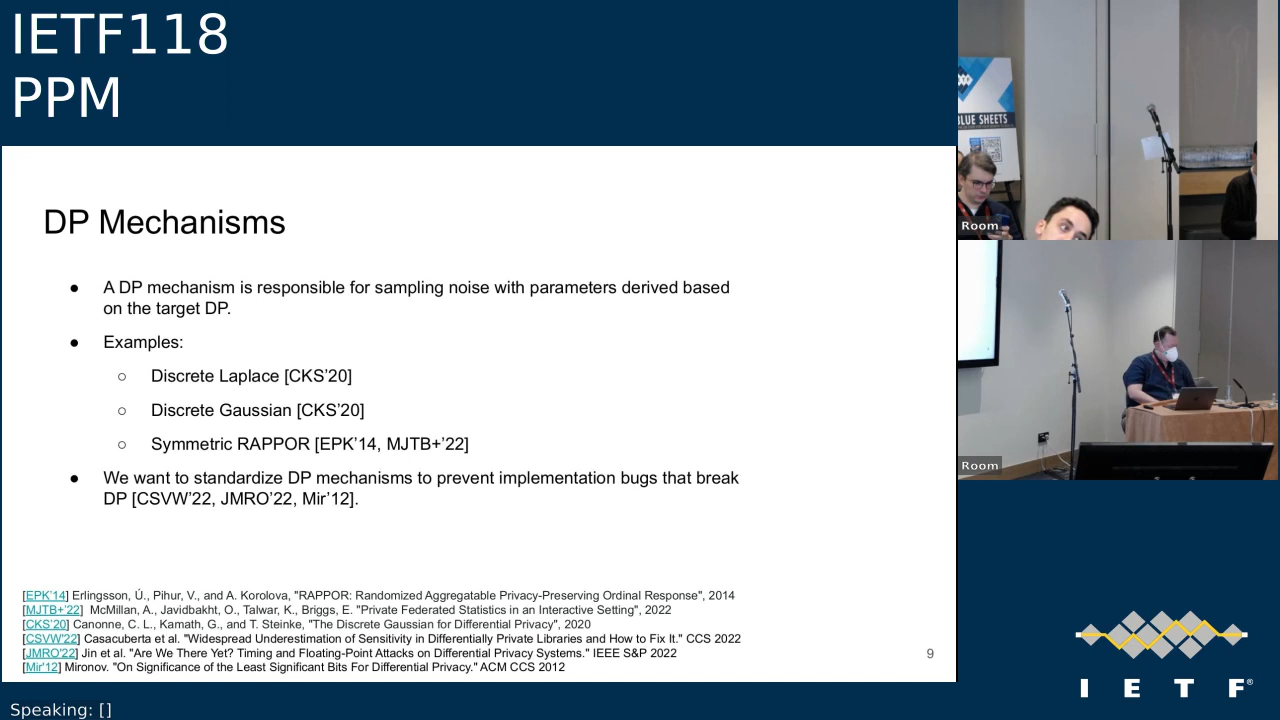 IETF118
PPM
DP Mechanisms
● A DP mechanism is responsible for sampling noise with parameters derived based
on the target DP.
● Examples:
○ Discrete Laplace [CKS’20]
○ Discrete Gaussian [CKS’20]
○ Symmetric RAPPOR [EPK’14, MJTB+’22]
● We want to standardize DP mechanisms to prevent implementation bugs that break
DP [CSVW’22, JMRO’22, Mir’12].
[EPK’14] Erlingsson, Ú., Pihur, V., and A. Korolova, "RAPPOR: Randomized Aggregatable Privacy-Preserving Ordinal Response", 2014
[MJTB+’22] McMillan, A., Javidbakht, O., Talwar, K., Briggs, E. "Private Federated Statistics in an Interactive Setting", 2022
[CKS’20] Canonne, C. L., Kamath, G., and T. Steinke, "The Discrete Gaussian for Differential Privacy", 2020
[CSVW'22] Casacuberta et al. "Widespread Underestimation of Sensitivity in Differentially Private Libraries and How to Fix It." CCS 2022
[JMRO'22] Jin et al. "Are We There Yet? Timing and Floating-Point Attacks on Differential Privacy Systems." IEEE S&P 2022
[Mir'12] Mironov. "On Significance of the Least Significant Bits For Differential Privacy." ACM CCS 2012
9
BLUE SHEETS
Room
Room
I E T F®
Speaking: []